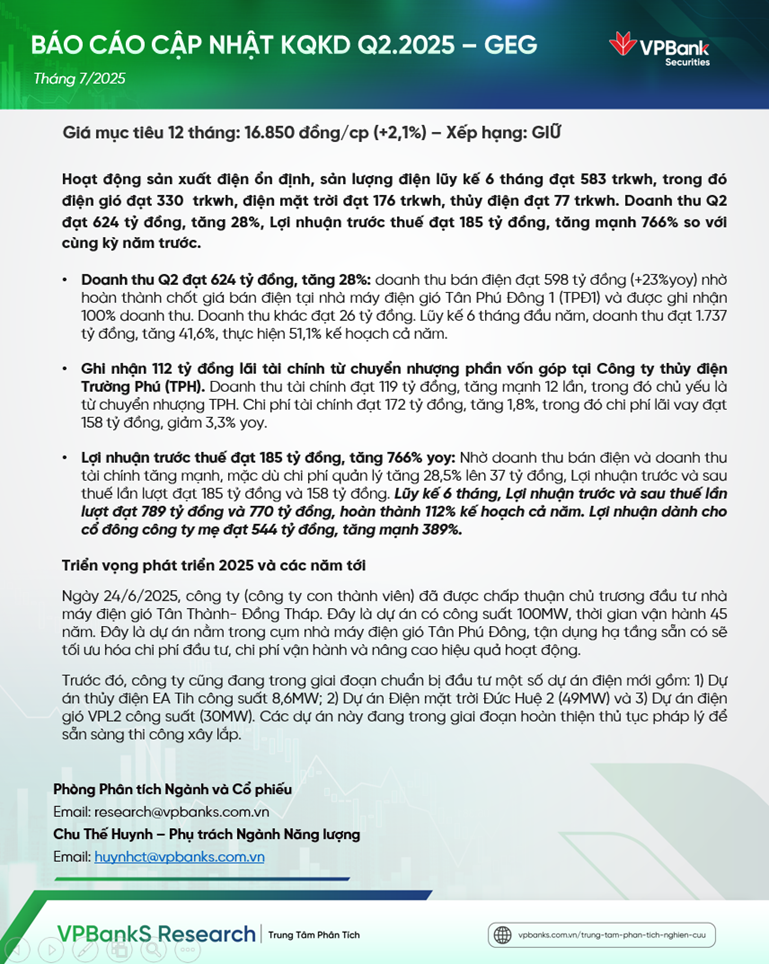 BÁO CÁO CẬP NHẬT KQKD Q2.2025 – GEG
VPBank
Securities
Tháng 7/2025
Giá mục tiêu 12 tháng: 16.850 đồng/cp (+2,1%) – Xếp hạng: GIỮ
Hoạt động sản xuất điện ổn định, sản lượng điện lũy kế 6 tháng đạt 583 trkwh, trong đó
điện gió đạt 330 trkwh, điện mặt trời đạt 176 trkwh, thủy điện đạt 77 trkwh. Doanh thu Q2
đạt 624 tỷ đồng, tăng 28%, Lợi nhuận trước thuế đạt 185 tỷ đồng, tăng mạnh 766% so với
cùng kỳ năm trước.
• Doanh thu Q2 đạt 624 tỷ đồng, tăng 28%: doanh thu bán điện đạt 598 tỷ đồng (+23%yoy) nhờ
hoàn thành chốt giá bán điện tại nhà máy điện gió Tân Phú Đông 1 (TPĐ1) và được ghi nhận
100% doanh thu. Doanh thu khác đạt 26 tỷ đồng. Lũy kế 6 tháng đầu năm, doanh thu đạt 1.737
tỷ đồng, tăng 41,6%, thực hiện 51,1% kế hoạch cả năm.
• Ghi nhận 112 tỷ đồng lãi tài chính từ chuyển nhượng phần vốn góp tại Công ty thủy điện
Trường Phú (TPH). Doanh thu tài chính đạt 119 tỷ đồng, tăng mạnh 12 lần, trong đó chủ yếu là
từ chuyển nhượng TPH. Chi phí tài chính đạt 172 tỷ đồng, tăng 1,8%, trong đó chi phí lãi vay đạt
158 tỷ đồng, giảm 3,3% yoy.
• Lợi nhuận trước thuế đạt 185 tỷ đồng, tăng 766% yoy: Nhờ doanh thu bán điện và doanh thu
tài chính tăng mạnh, mặc dù chi phí quản lý tăng 28,5% lên 37 tỷ đồng, Lợi nhuận trước và sau
thuế lần lượt đạt 185 tỷ đồng và 158 tỷ đồng. Lũy kế 6 tháng, Lợi nhuận trước và sau thuế lần
lượt đạt 789 tỷ đồng và 770 tỷ đồng, hoàn thành 112% kế hoạch cả năm. Lợi nhuận dành cho
cổ đông công ty mẹ đạt 544 tỷ đồng, tăng mạnh 389%.
Triển vọng phát triển 2025 và các năm tới
Ngày 24/6/2025, công ty (công ty con thành viên) đã được chấp thuận chủ trương đầu tư nhà
máy điện gió Tân Thành- Đồng Tháp. Đây là dự án có công suất 100MW, thời gian vận hành 45
năm. Đây là dự án nằm trong cụm nhà máy điện gió Tân Phú Đông, tận dụng hạ tầng sẵn có sẽ
tối ưu hóa chi phí đầu tư, chi phí vận hành và nâng cao hiệu quả hoạt động.
Trước đó, công ty cũng đang trong giai đoạn chuẩn bị đầu tư một số dự án điện mới gồm: 1) Dự
án thủy điện EA Tih công suất 8,6MW; 2) Dự án Điện mặt trời Đức Huệ 2 (49MW) và 3) Dự án điện
gió VPL2 công suất (30MW). Các dự án này đang trong giai đoạn hoàn thiện thủ tục pháp lý để
sẵn sàng thi công xây lắp.
Phòng Phân tích Ngành và Cổ phiếu
Email: research@vpbanks.com.vn
Chu Thế Huynh – Phụ trách Ngành Năng lượng
Email: huynhct@vpbanks.com.vn
VPBankS Research | Trung Tâm Phân Tích
vpbanks.com.vn/trung-tam-phan-tich-nghien-cuu